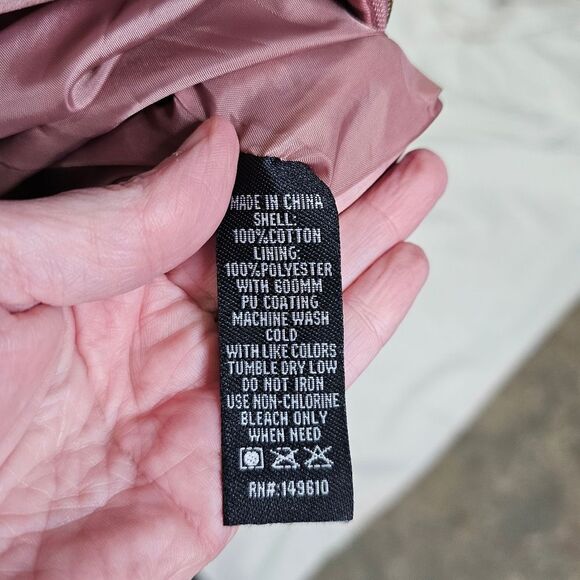 MADE IN CHINA
SHELL:
100%COTTON
LINING:
100%POLYESTER
WITH 600MM
PU COATING
MACHINE WASH
COLD
WITH LIKE COLORS
TUMBLE DRY LOW
DO NOT IRON
USE NON-CHLORINE
BLEACH ONLY
WHEN NEED
RN#:149610